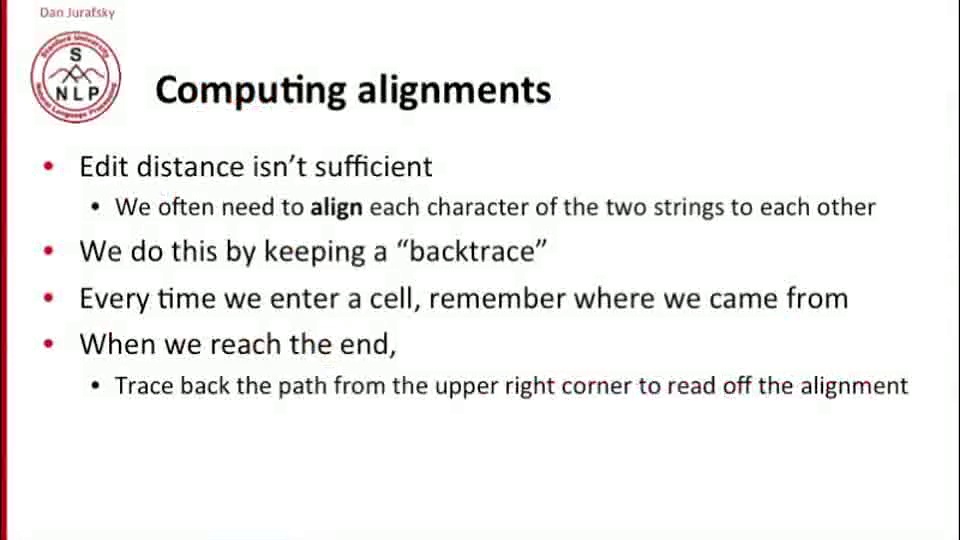 Dan Jurafsky
Stanford University
S
NLP
Natural Language Processing
Computing alignments
• Edit distance isn't sufficient
• We often need to align each character of the two strings to each other
• We do this by keeping a “backtrace”
• Every time we enter a cell, remember where we came from
• When we reach the end,
• Trace back the path from the upper right corner to read off the alignment